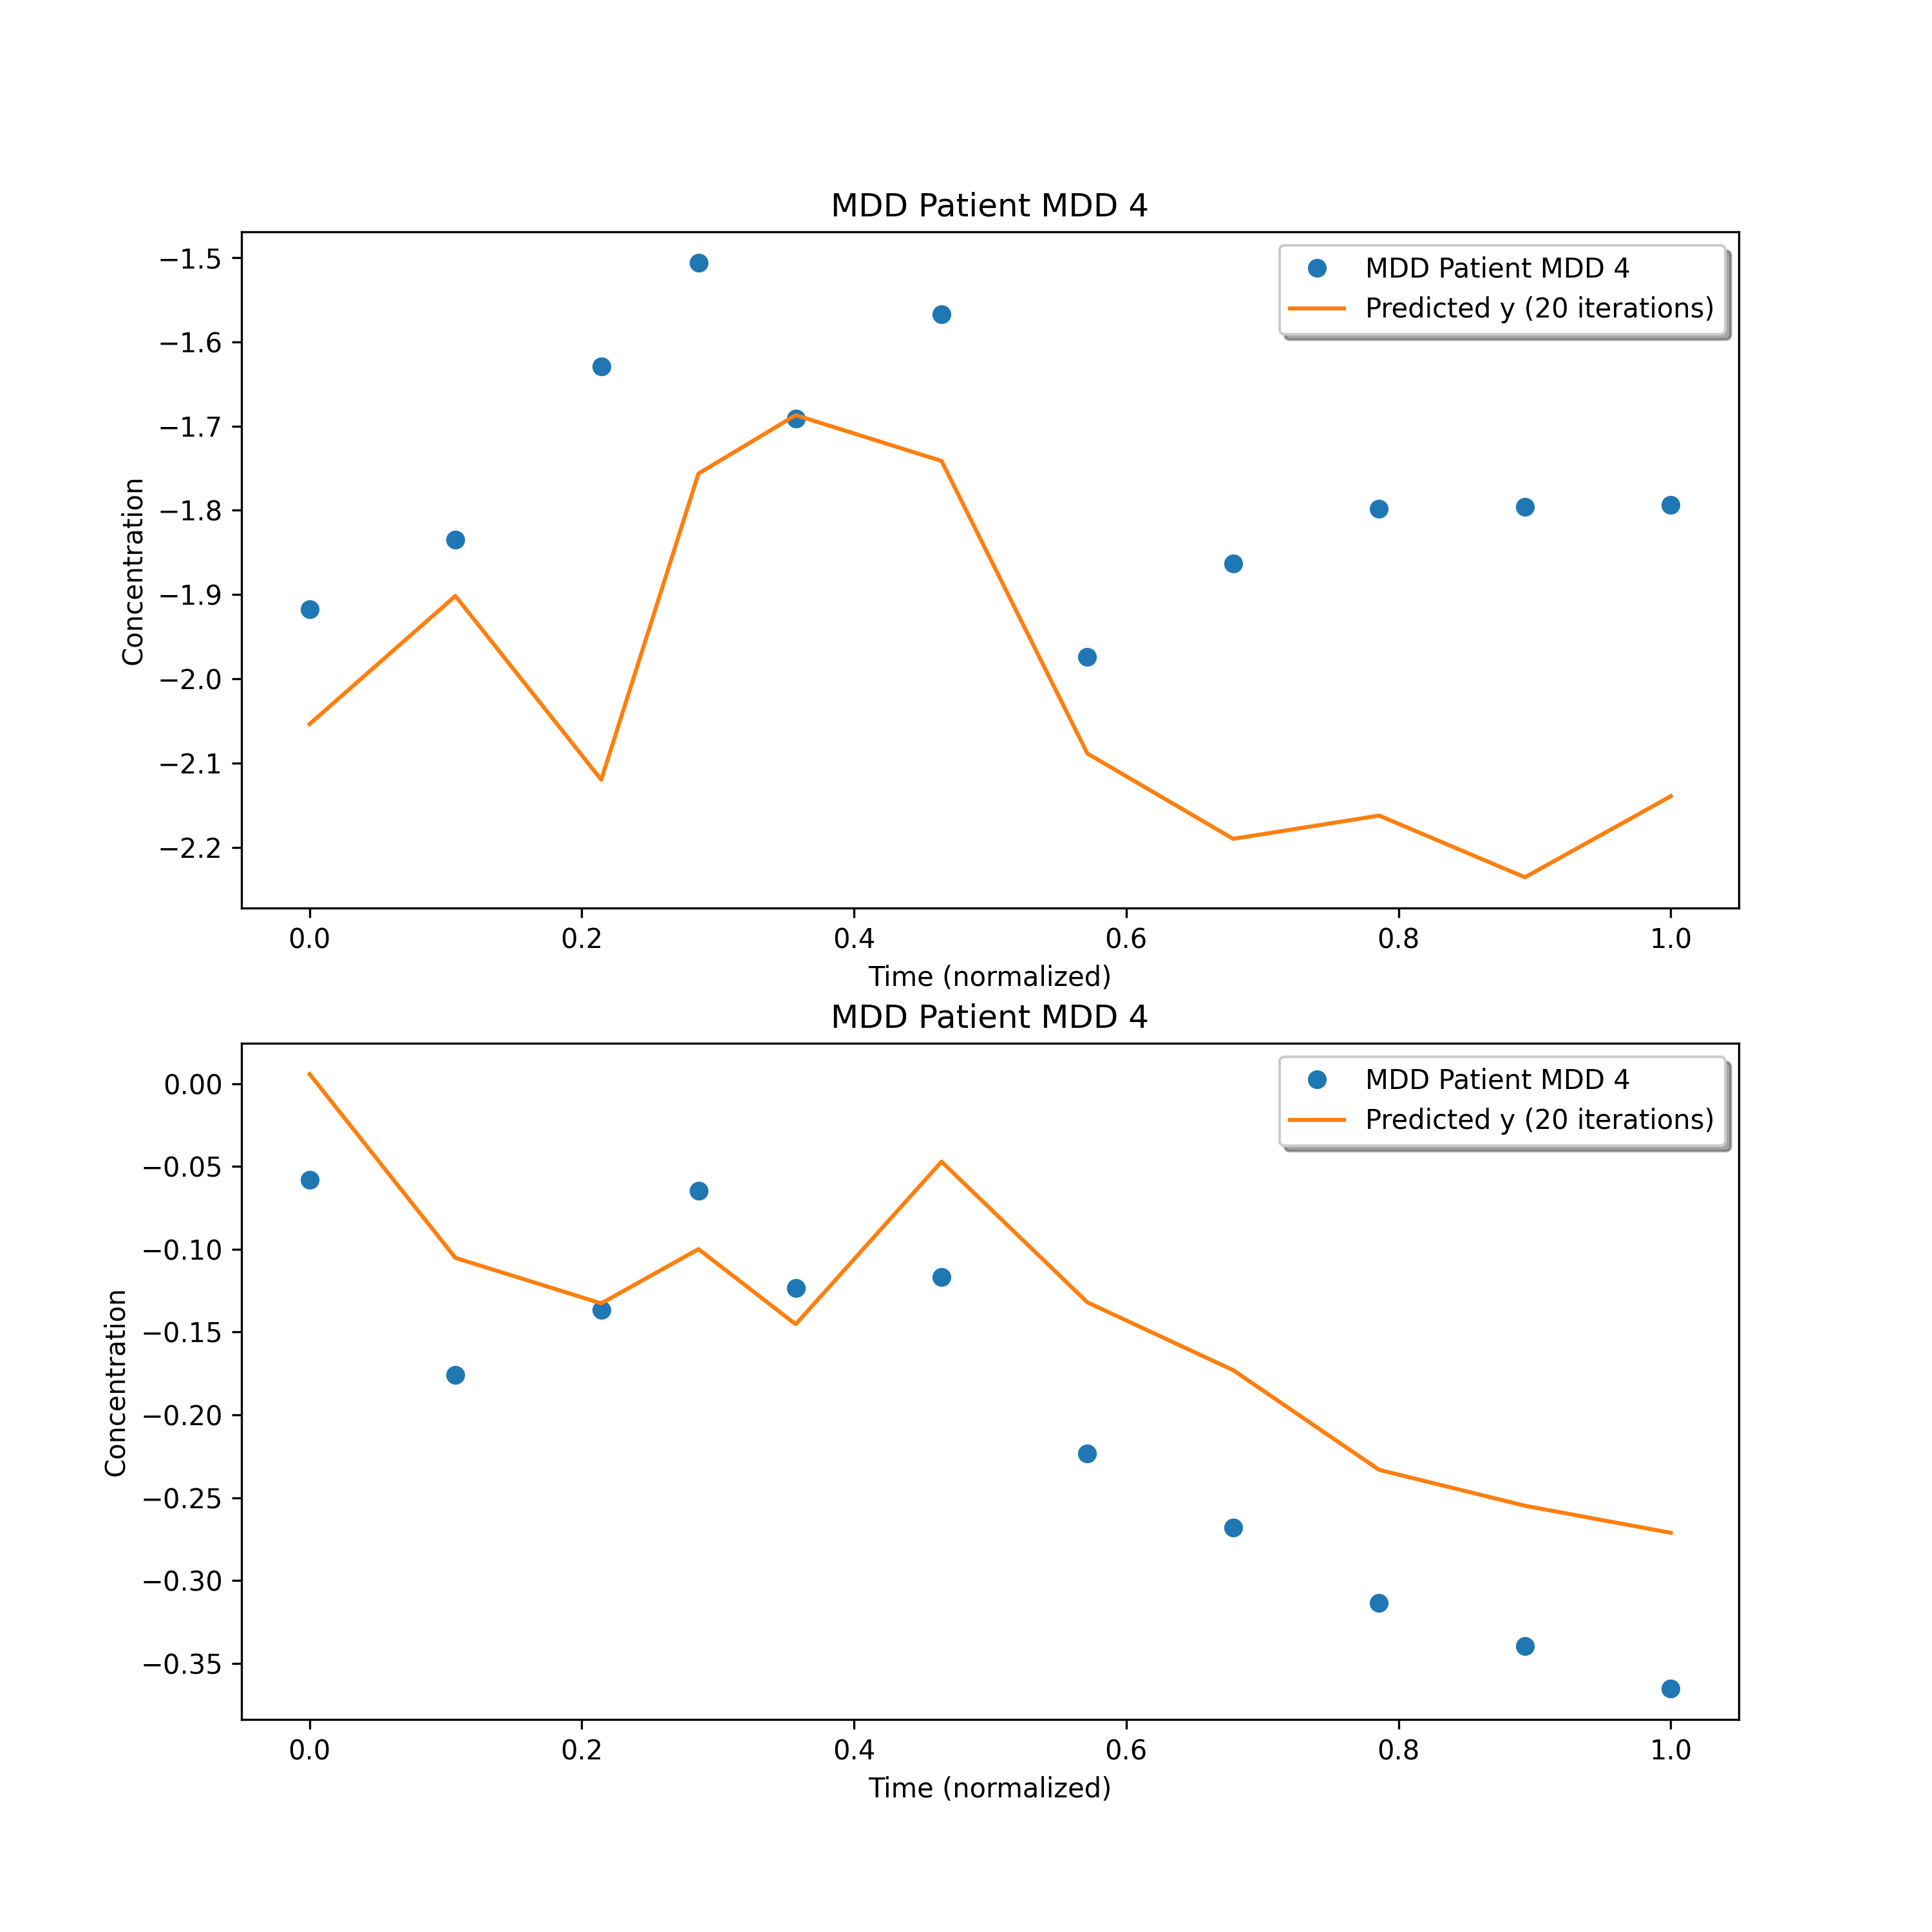 MDD Patient MDD 4
MDD Patient MDD 4
Predicted y (20 iterations)
−1.5
−1.6
−1.7
−1.8
−1.9
−2.0
−2.1
−2.2
Concentration
0.0 0.2 0.4 0.6 0.8 1.0
Time (normalized)
MDD Patient MDD 4
MDD Patient MDD 4
Predicted y (20 iterations)
0.00
−0.05
−0.10
−0.15
−0.20
−0.25
−0.30
−0.35
Concentration
0.0 0.2 0.4 0.6 0.8 1.0
Time (normalized)